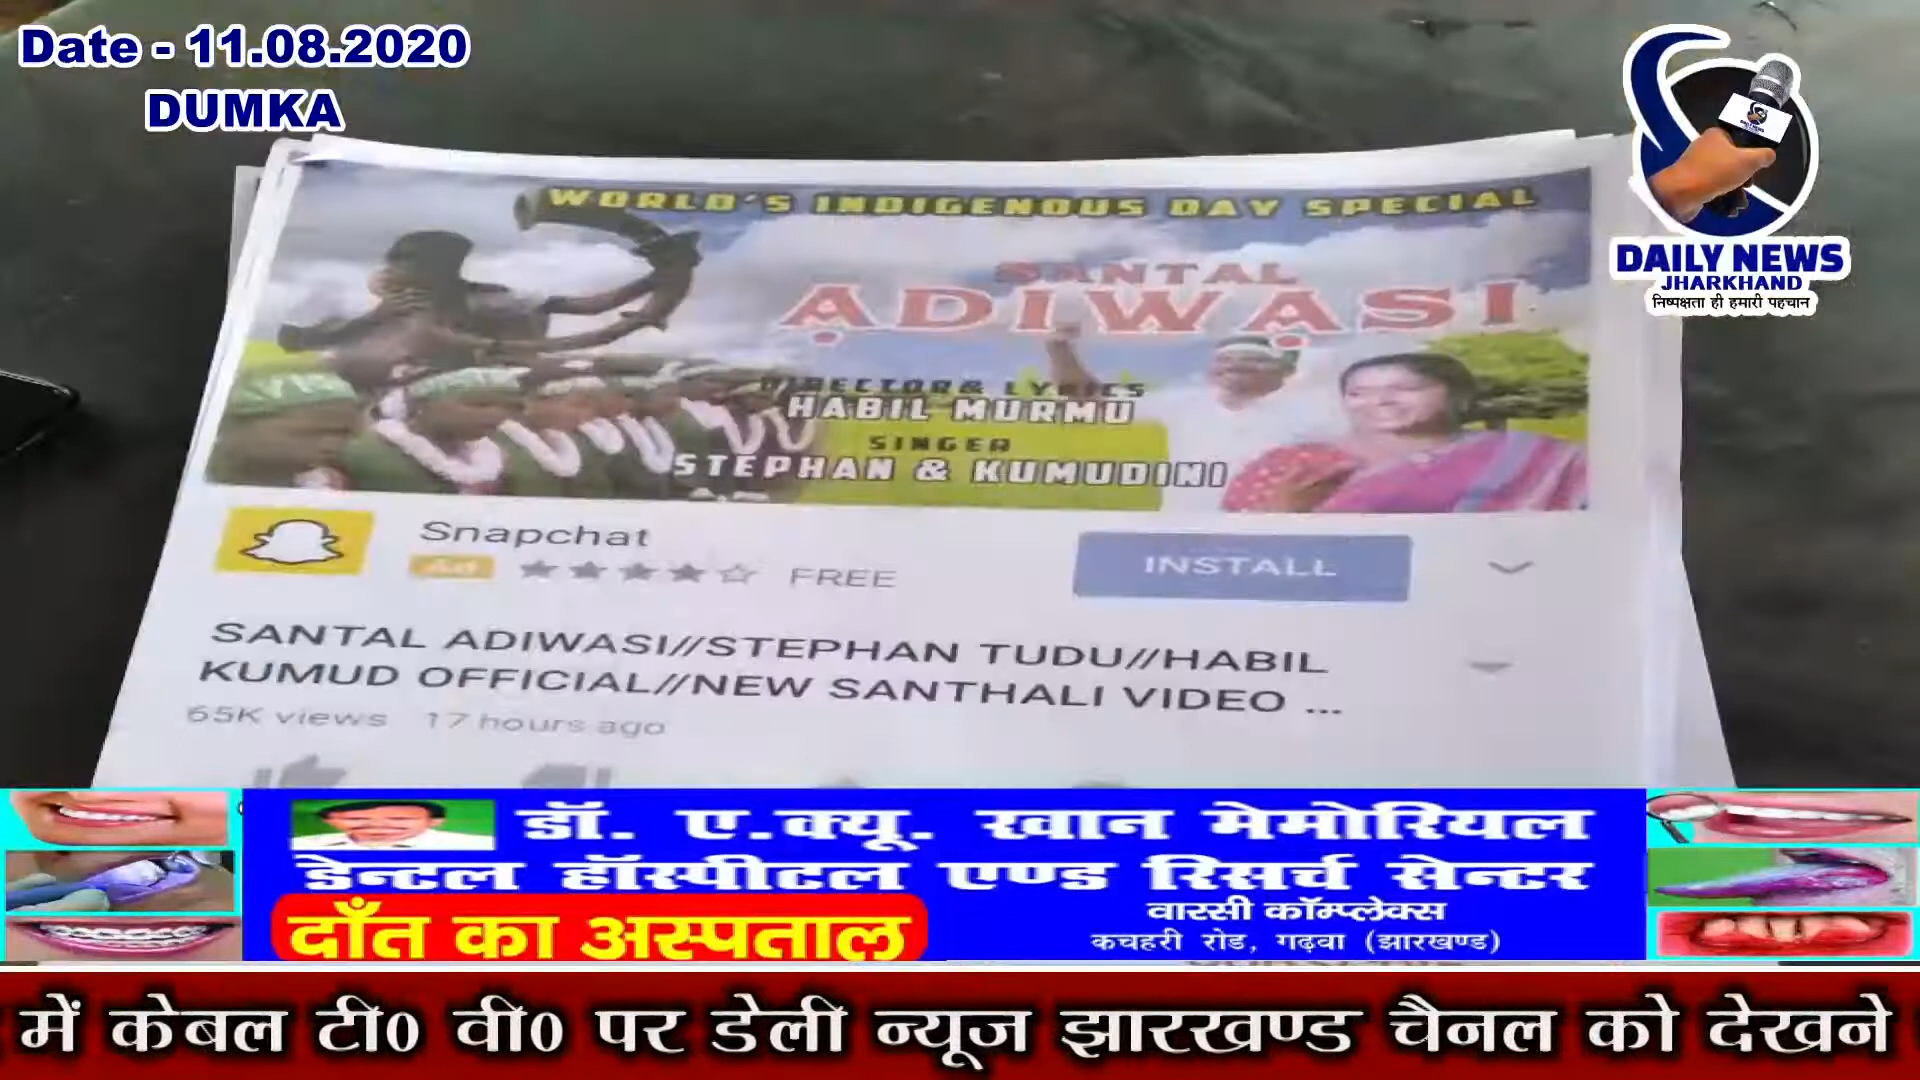 Date - 11.08.2020
DUMKA
DAILY NEWS
JHARKHAND
निष्पक्षता ही हमारी पहचान
WORLD'S INDIGENOUS DAY SPECIAL
SANTAL
ADIWASI
DIRECTOR& LYRICS
HABIL MURMU
SINGER
STEPHAN & KUMUDINI
Snapchat
Ad FREE
INSTALL
SANTAL ADIWASI//STEPHAN TUDU//HABIL
KUMUD OFFICIAL//NEW SANTHALI VIDEO ...
65K views 17 hours ago
डॉ. ए.क्यू. खान मेमोरियल
डेन्टल हॉस्पीटल एण्ड रिसर्च सेन्टर
दाँत का अस्पताल
वारसी कॉम्प्लेक्स
कचहरी रोड, गढ़वा (झारखण्ड)
में केबल टी0 वी0 पर डेली न्यूज झारखण्ड चैनल को देखने